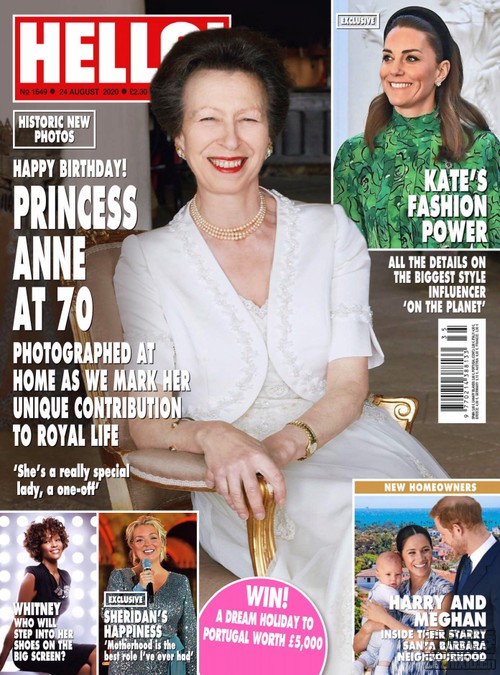 HELLO!
No 1649 • 24 AUGUST 2020 • £2.30
HISTORIC NEW
PHOTOS
HAPPY BIRTHDAY!
PRINCESS
ANNE
AT 70
PHOTOGRAPHED AT
HOME AS WE MARK HER
UNIQUE CONTRIBUTION
TO ROYAL LIFE
'She's a really special
lady, a one-off'
EXCLUSIVE
KATE'S
FASHION
POWER
ALL THE DETAILS ON
THE BIGGEST STYLE
INFLUENCER
'ON THE PLANET'
35
WHITNEY
WHO WILL
STEP INTO HER
SHOES ON THE
BIG SCREEN?
EXCLUSIVE
SHERIDAN'S
HAPPINESS
'Motherhood is the
best role I've ever had'
WIN!
A DREAM HOLIDAY TO
PORTUGAL WORTH £5,000
NEW HOMEOWNERS
HARRY AND
MEGHAN
INSIDE THEIR STARRY
SANTA BARBARA
NEIGHBOURHOOD